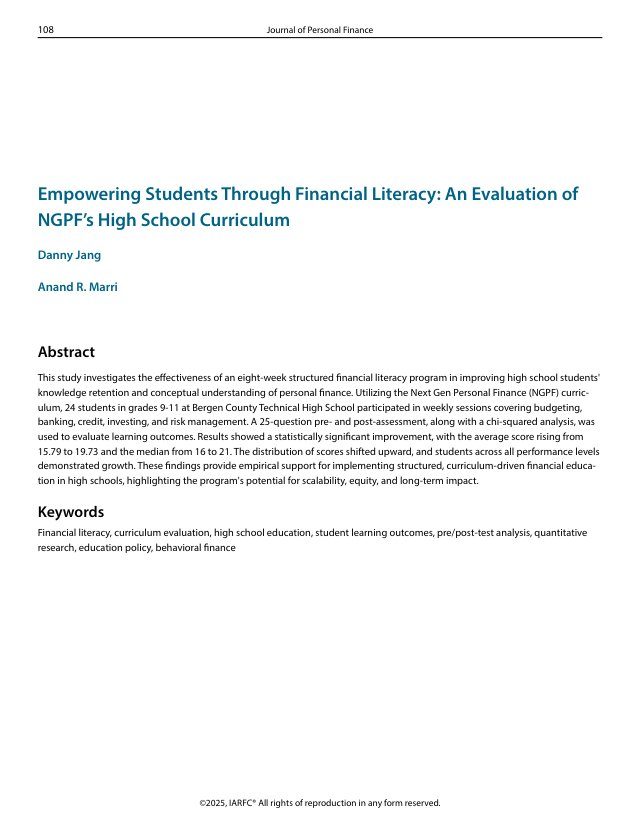 108
Journal of Personal Finance
Empowering Students Through Financial Literacy: An Evaluation of
NGPF’s High School Curriculum
Danny Jang
Anand R. Marri
Abstract
This study investigates the effectiveness of an eight-week structured financial literacy program in improving high school students'
knowledge retention and conceptual understanding of personal finance. Utilizing the Next Gen Personal Finance (NGPF) curric-
ulum, 24 students in grades 9-11 at Bergen County Technical High School participated in weekly sessions covering budgeting,
banking, credit, investing, and risk management. A 25-question pre- and post-assessment, along with a chi-squared analysis, was
used to evaluate learning outcomes. Results showed a statistically significant improvement, with the average score rising from
15.79 to 19.73 and the median from 16 to 21. The distribution of scores shifted upward, and students across all performance levels
demonstrated growth. These findings provide empirical support for implementing structured, curriculum-driven financial educa-
tion in high schools, highlighting the program's potential for scalability, equity, and long-term impact.
Keywords
Financial literacy, curriculum evaluation, high school education, student learning outcomes, pre/post-test analysis, quantitative
research, education policy, behavioral finance
©2025, IARFC® All rights of reproduction in any form reserved.